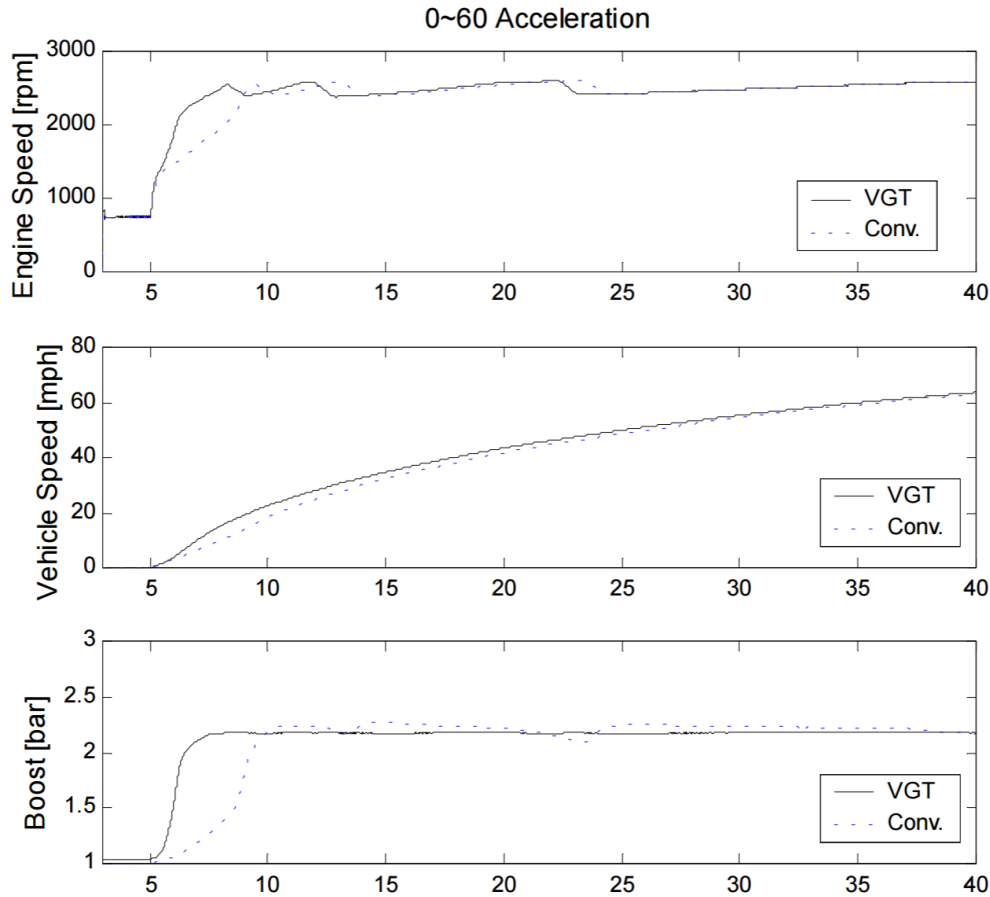 0~60 Acceleration
Engine Speed [rpm]
3000
2000
1000
0
VGT
Conv.
5 10 15 20 25 30 35 40
Vehicle Speed [mph]
80
60
40
20
0
VGT
Conv.
5 10 15 20 25 30 35 40
Boost [bar]
3
2.5
2
1.5
1
VGT
Conv.
5 10 15 20 25 30 35 40